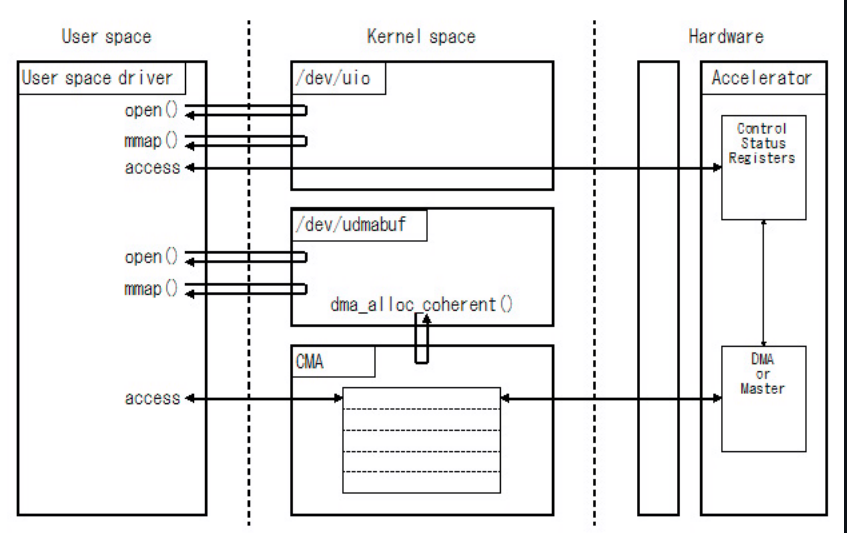 User space
Kernel space
Hardware
User space driver
/dev/uio
Accelerator
open()
mmap()
access
Control
Status
Registers
/dev/udmabuf
open()
mmap()
dma_alloc_coherent()
CMA
DMA
or
Master
access